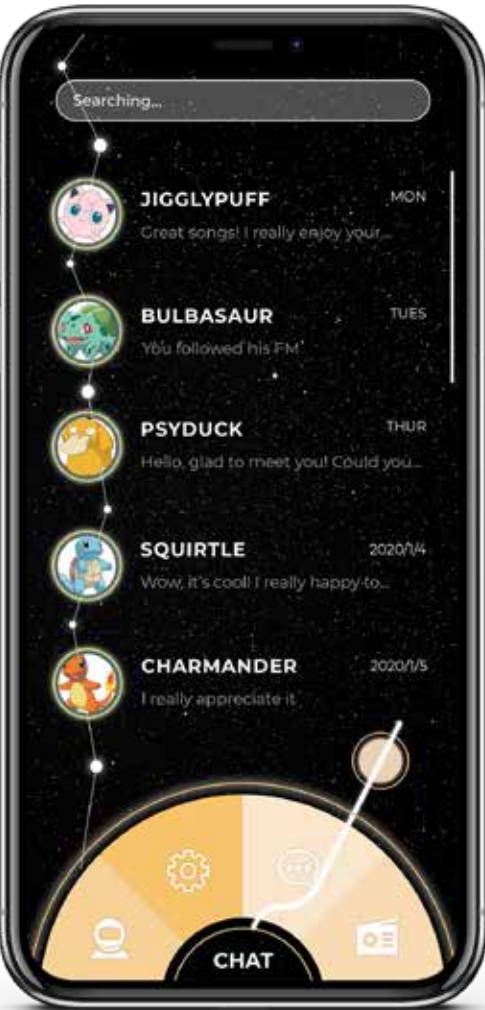 Searching...
JIGGLYPUFF MON
Great songs! I really enjoy your...
BULBASAUR TUES
You followed his FM
PSYDUCK THUR
Hello, glad to meet you! Could you...
SQUIRTLE 2020/1/4
Wow, it's cool! I really happy to...
CHARMANDER 2020/1/5
I really appreciate it
CHAT